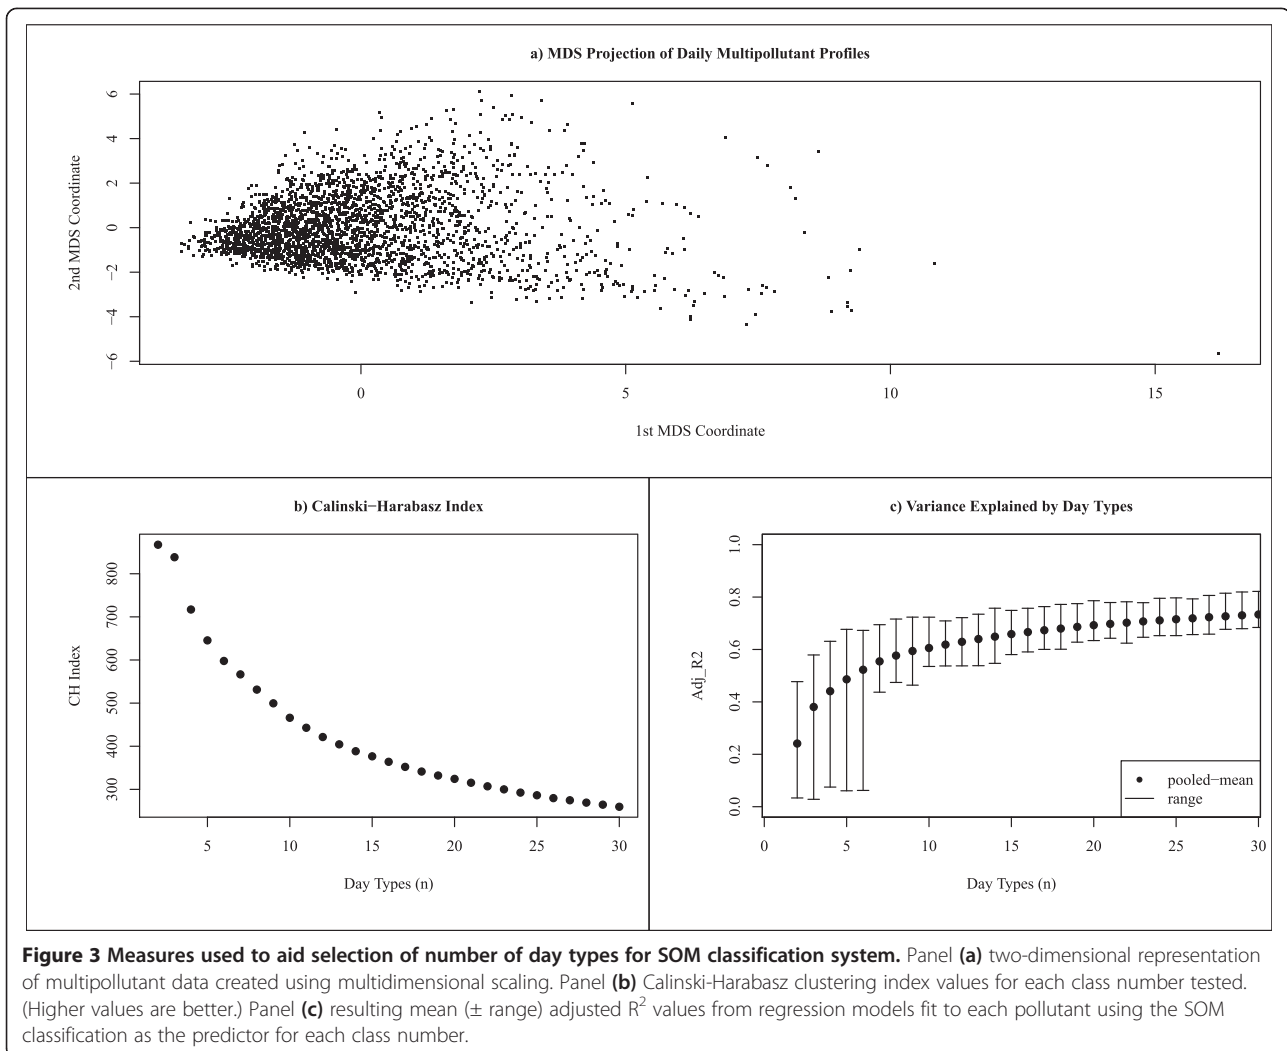 a) MDS Projection of Daily Multipollutant Profiles
6
4
2
0
−2
−4
−6
2nd MDS Coordinate
0 5 10 15
1st MDS Coordinate
b) Calinski−Harabasz Index
800
700
600
500
400
300
CH Index
5 10 15 20 25 30
Day Types (n)
c) Variance Explained by Day Types
1.0
0.8
0.6
0.4
0.2
0.0
Adj_R2
pooled−mean
range
0 5 10 15 20 25 30
Day Types (n)
Figure 3 Measures used to aid selection of number of day types for SOM classification system. Panel (a) two-dimensional representation
of multipollutant data created using multidimensional scaling. Panel (b) Calinski-Harabasz clustering index values for each class number tested.
(Higher values are better.) Panel (c) resulting mean (± range) adjusted R² values from regression models fit to each pollutant using the SOM
classification as the predictor for each class number.